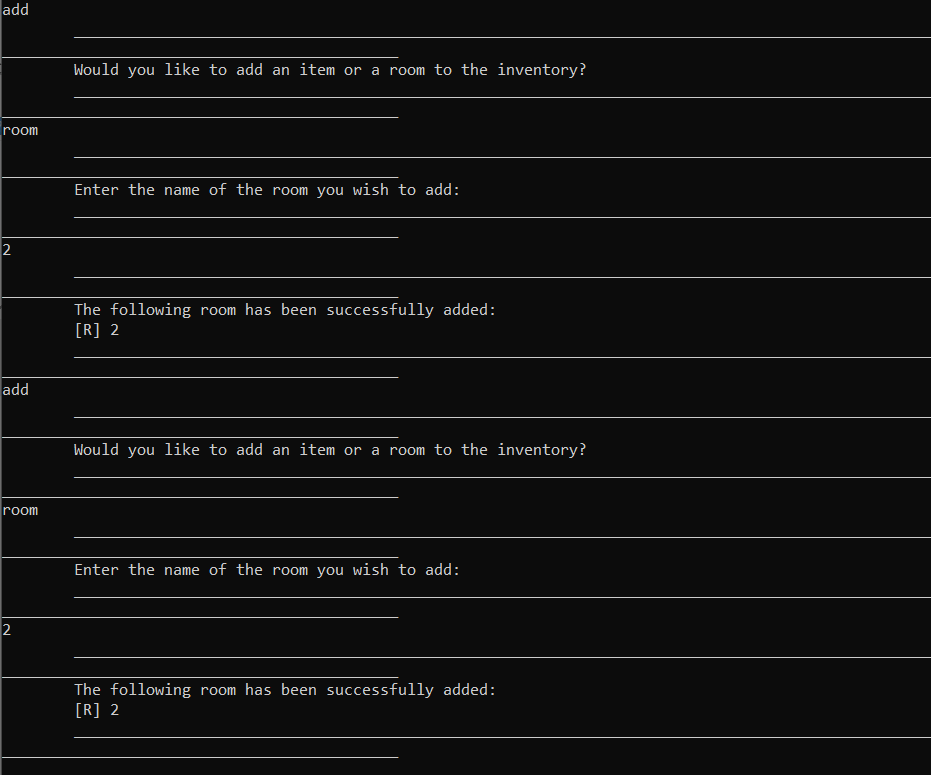 add
Would you like to add an item or a room to the inventory?
room
Enter the name of the room you wish to add:
2
The following room has been successfully added:
[R] 2
add
Would you like to add an item or a room to the inventory?
room
Enter the name of the room you wish to add:
2
The following room has been successfully added:
[R] 2